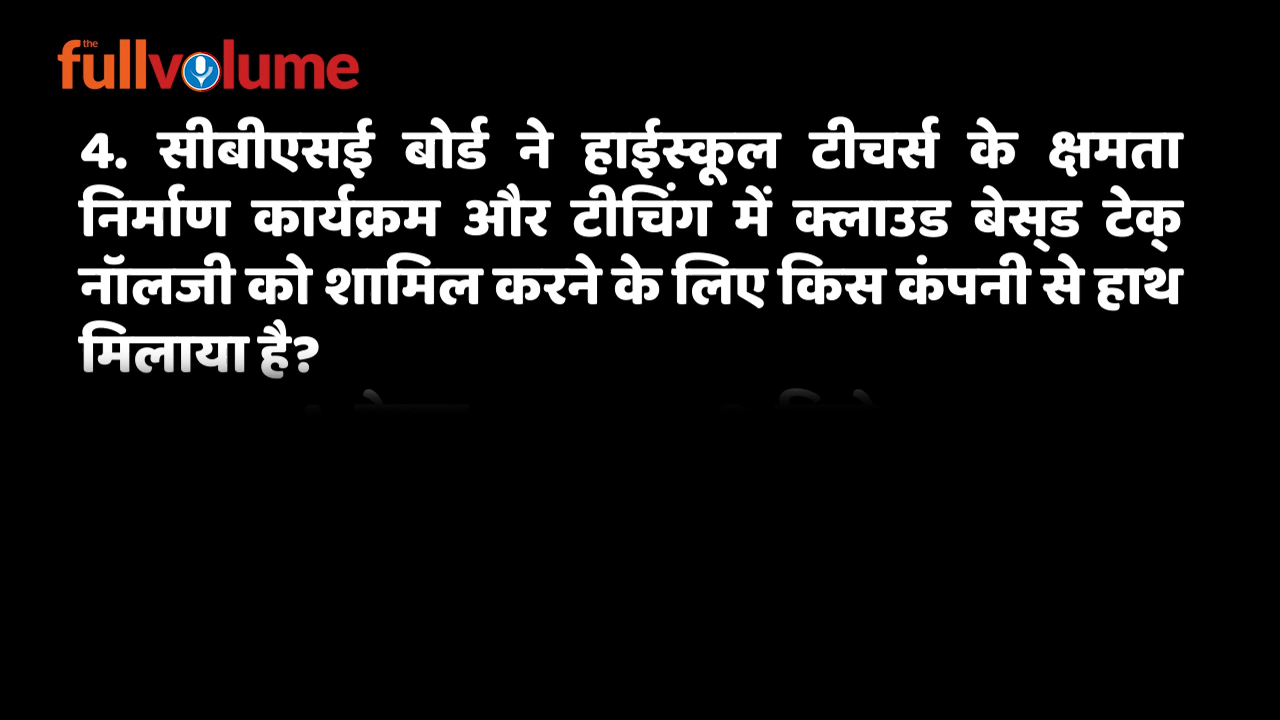 the
fullvolume
4. सीबीएसई बोर्ड ने हाईस्कूल टीचर्स के क्षमता
निर्माण कार्यक्रम और टीचिंग में क्लाउड बेस्‌ड टेक्‌
नॉलजी को शामिल करने के लिए किस कंपनी से हाथ
मिलाया है?